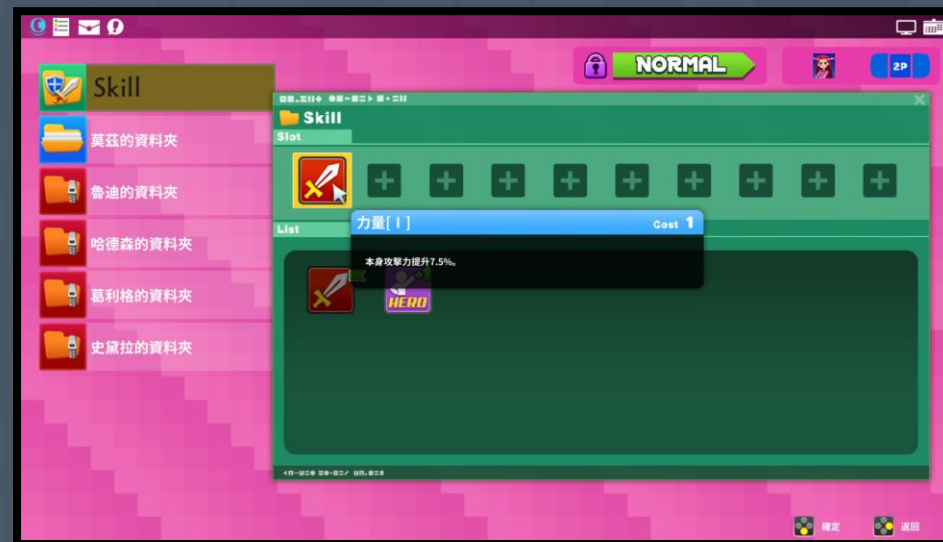 NORMAL
2P
Skill
莫茲的資料夾
魯迪的資料夾
哈德森的資料夾
葛利格的資料夾
史黛拉的資料夾
Skill
Slot
力量[I]
Cost 1
本身攻擊力提升7.5%。
List
HERO
確定
返回